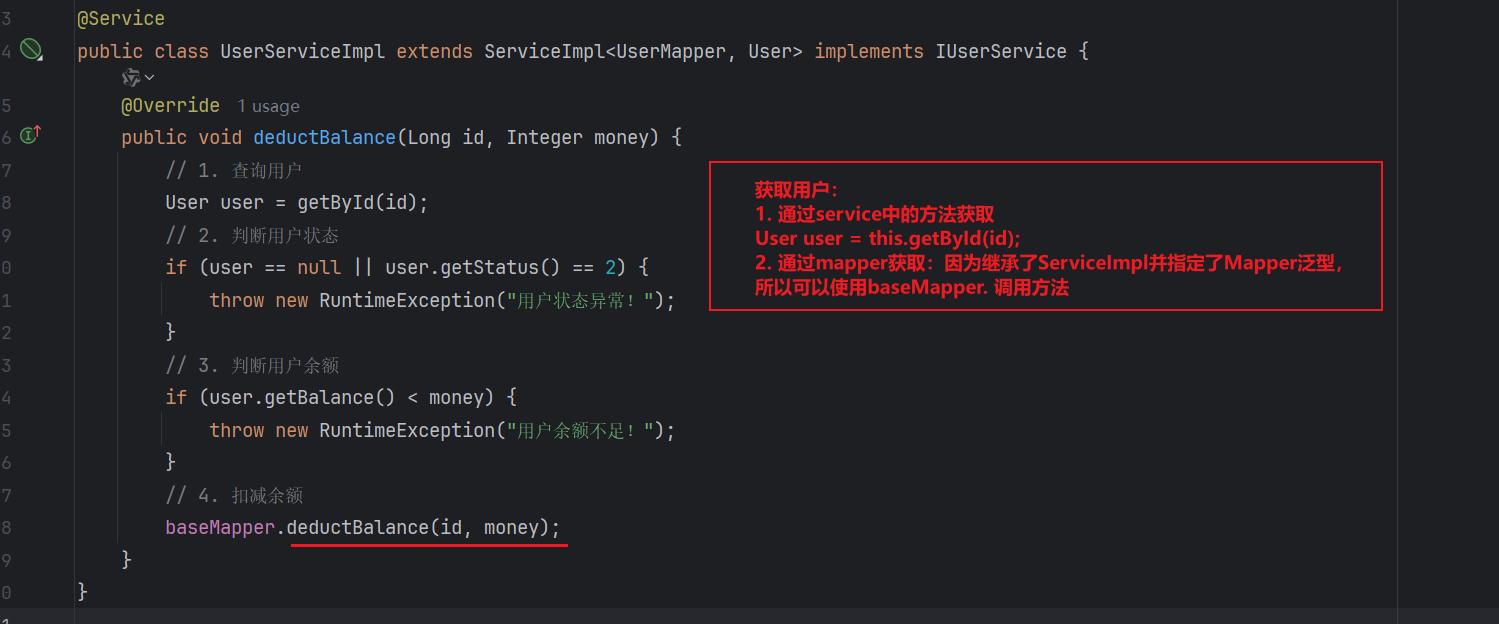 3 @Service
4 public class UserServiceImpl extends ServiceImpl<UserMapper, User> implements IUserService {
5 @Override 1 usage
6 public void deductBalance(Long id, Integer money) {
7 // 1. 查询用户
8 User user = getById(id);
9 // 2. 判断用户状态
0 if (user == null || user.getStatus() == 2) {
1 throw new RuntimeException("用户状态异常！");
2 }
3 // 3. 判断用户余额
4 if (user.getBalance() < money) {
5 throw new RuntimeException("用户余额不足！");
6 }
7 // 4. 扣减余额
8 baseMapper.deductBalance(id, money);
9 }
0 }
1
获取用户：
1. 通过service中的方法获取
User user = this.getById(id);
2. 通过mapper获取：因为继承了ServiceImpl并指定了Mapper泛型，
所以可以使用baseMapper. 调用方法